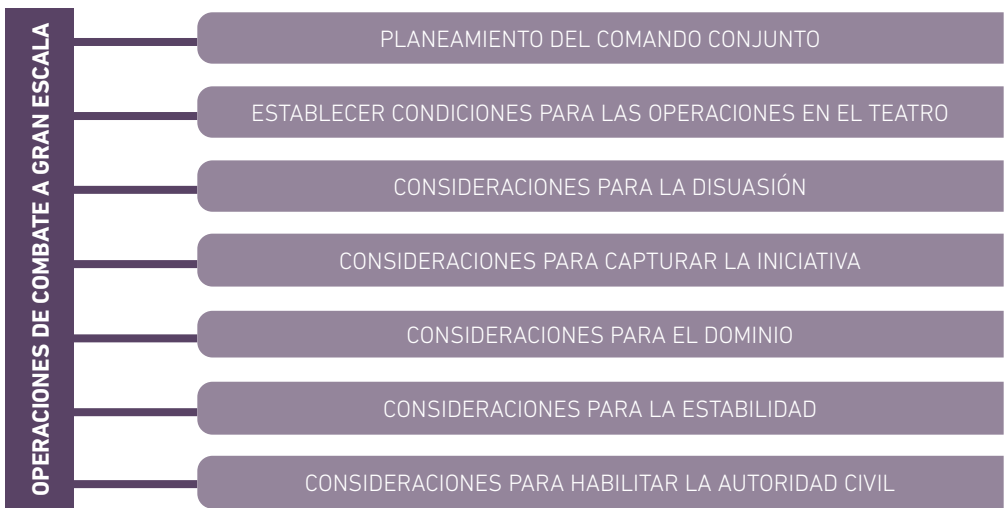 OPERACIONES DE COMBATE A GRAN ESCALA
PLANEAMIENTO DEL COMANDO CONJUNTO
ESTABLECER CONDICIONES PARA LAS OPERACIONES EN EL TEATRO
CONSIDERACIONES PARA LA DISUASIÓN
CONSIDERACIONES PARA CAPTURAR LA INICIATIVA
CONSIDERACIONES PARA EL DOMINIO
CONSIDERACIONES PARA LA ESTABILIDAD
CONSIDERACIONES PARA HABILITAR LA AUTORIDAD CIVIL